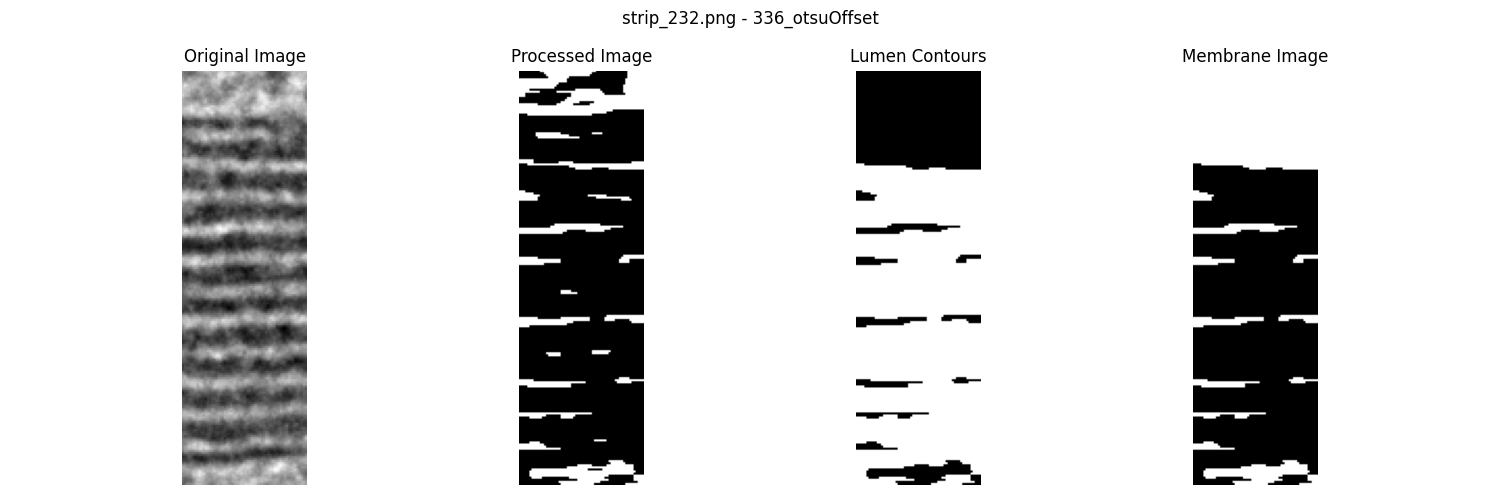 strip_232.png - 336_otsuOffset
Original Image
Processed Image
Lumen Contours
Membrane Image